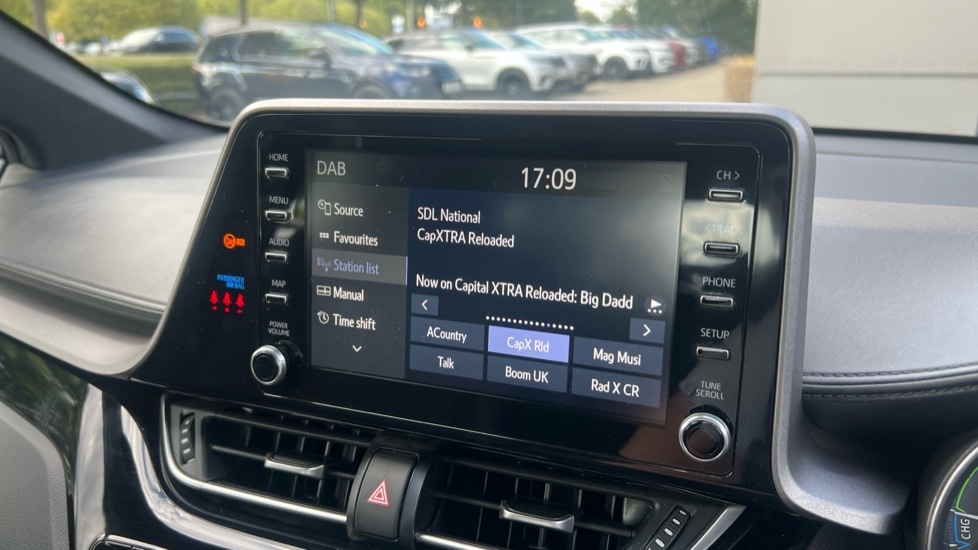 DAB
17:09
HOME
MENU
AUDIO
MAP
POWER
VOLUME
Source
Favourites
Station list
Manual
Time shift
SDL National
CapXTRA Reloaded
Now on Capital XTRA Reloaded: Big Dadd
ACountry
CapX Rld
Mag Musi
Talk
Boom UK
Rad X CR
CH >
< TRACK
PHONE
SETUP
TUNE
SCROLL
PASSENGER
AIRBAG
CHG